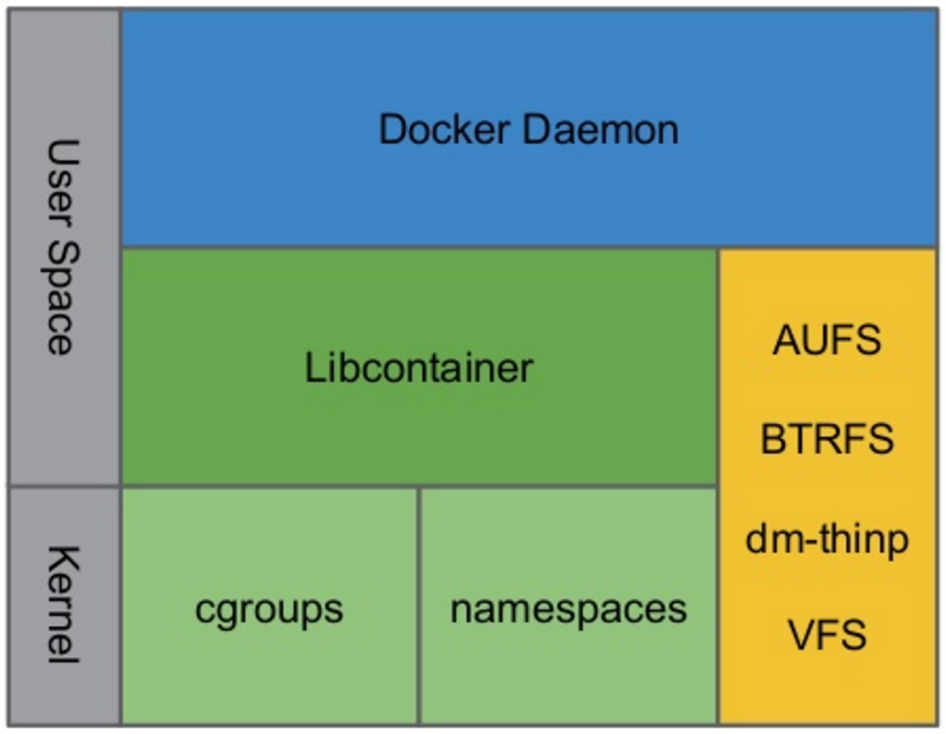 User Space
Docker Daemon
Libcontainer
AUFS
BTRFS
dm-thinp
VFS
Kernel
cgroups
namespaces